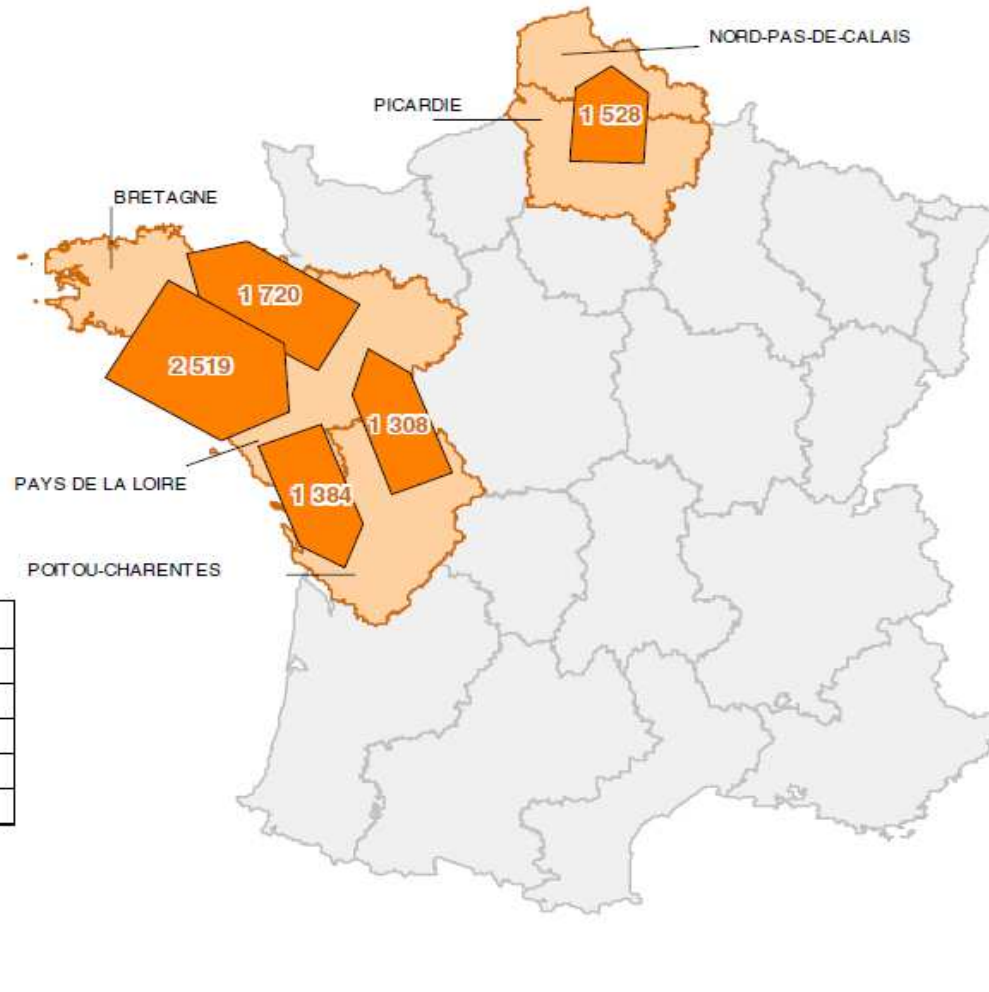 NORD-PAS-DE-CALAIS
PICARDIE
1 528
BRETAGNE
1 720
2 519
1 308
PAYS DE LA LOIRE
1 384
POITOU-CHARENTES